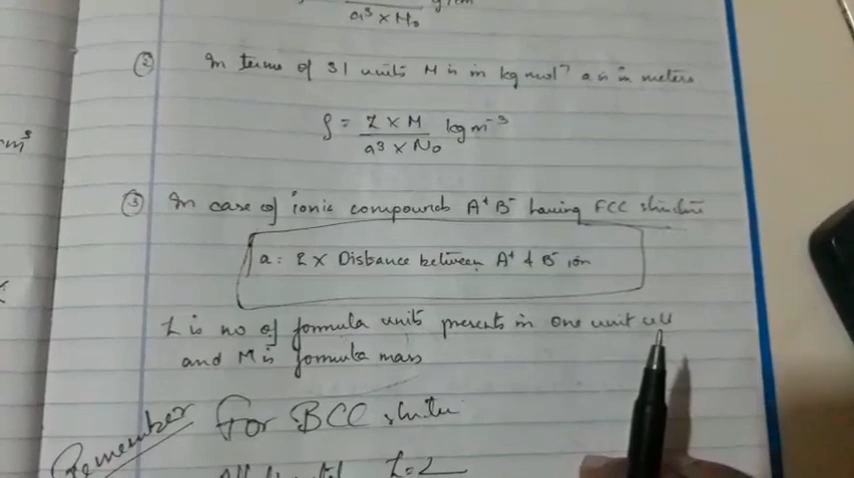 a³ × N₀
② In terms of SI units M is in kg mol⁻¹ a is in meters
ρ = Z × M / a³ × N₀ kg m⁻³
m³
③ In case of ionic compounds A⁺ B⁻ having FCC structure
a = 2 × Distance between A⁺ & B⁻ ion
Z is no of formula units presents in one unit cell
and M is formula mass
Remember For BCC
Z = 2